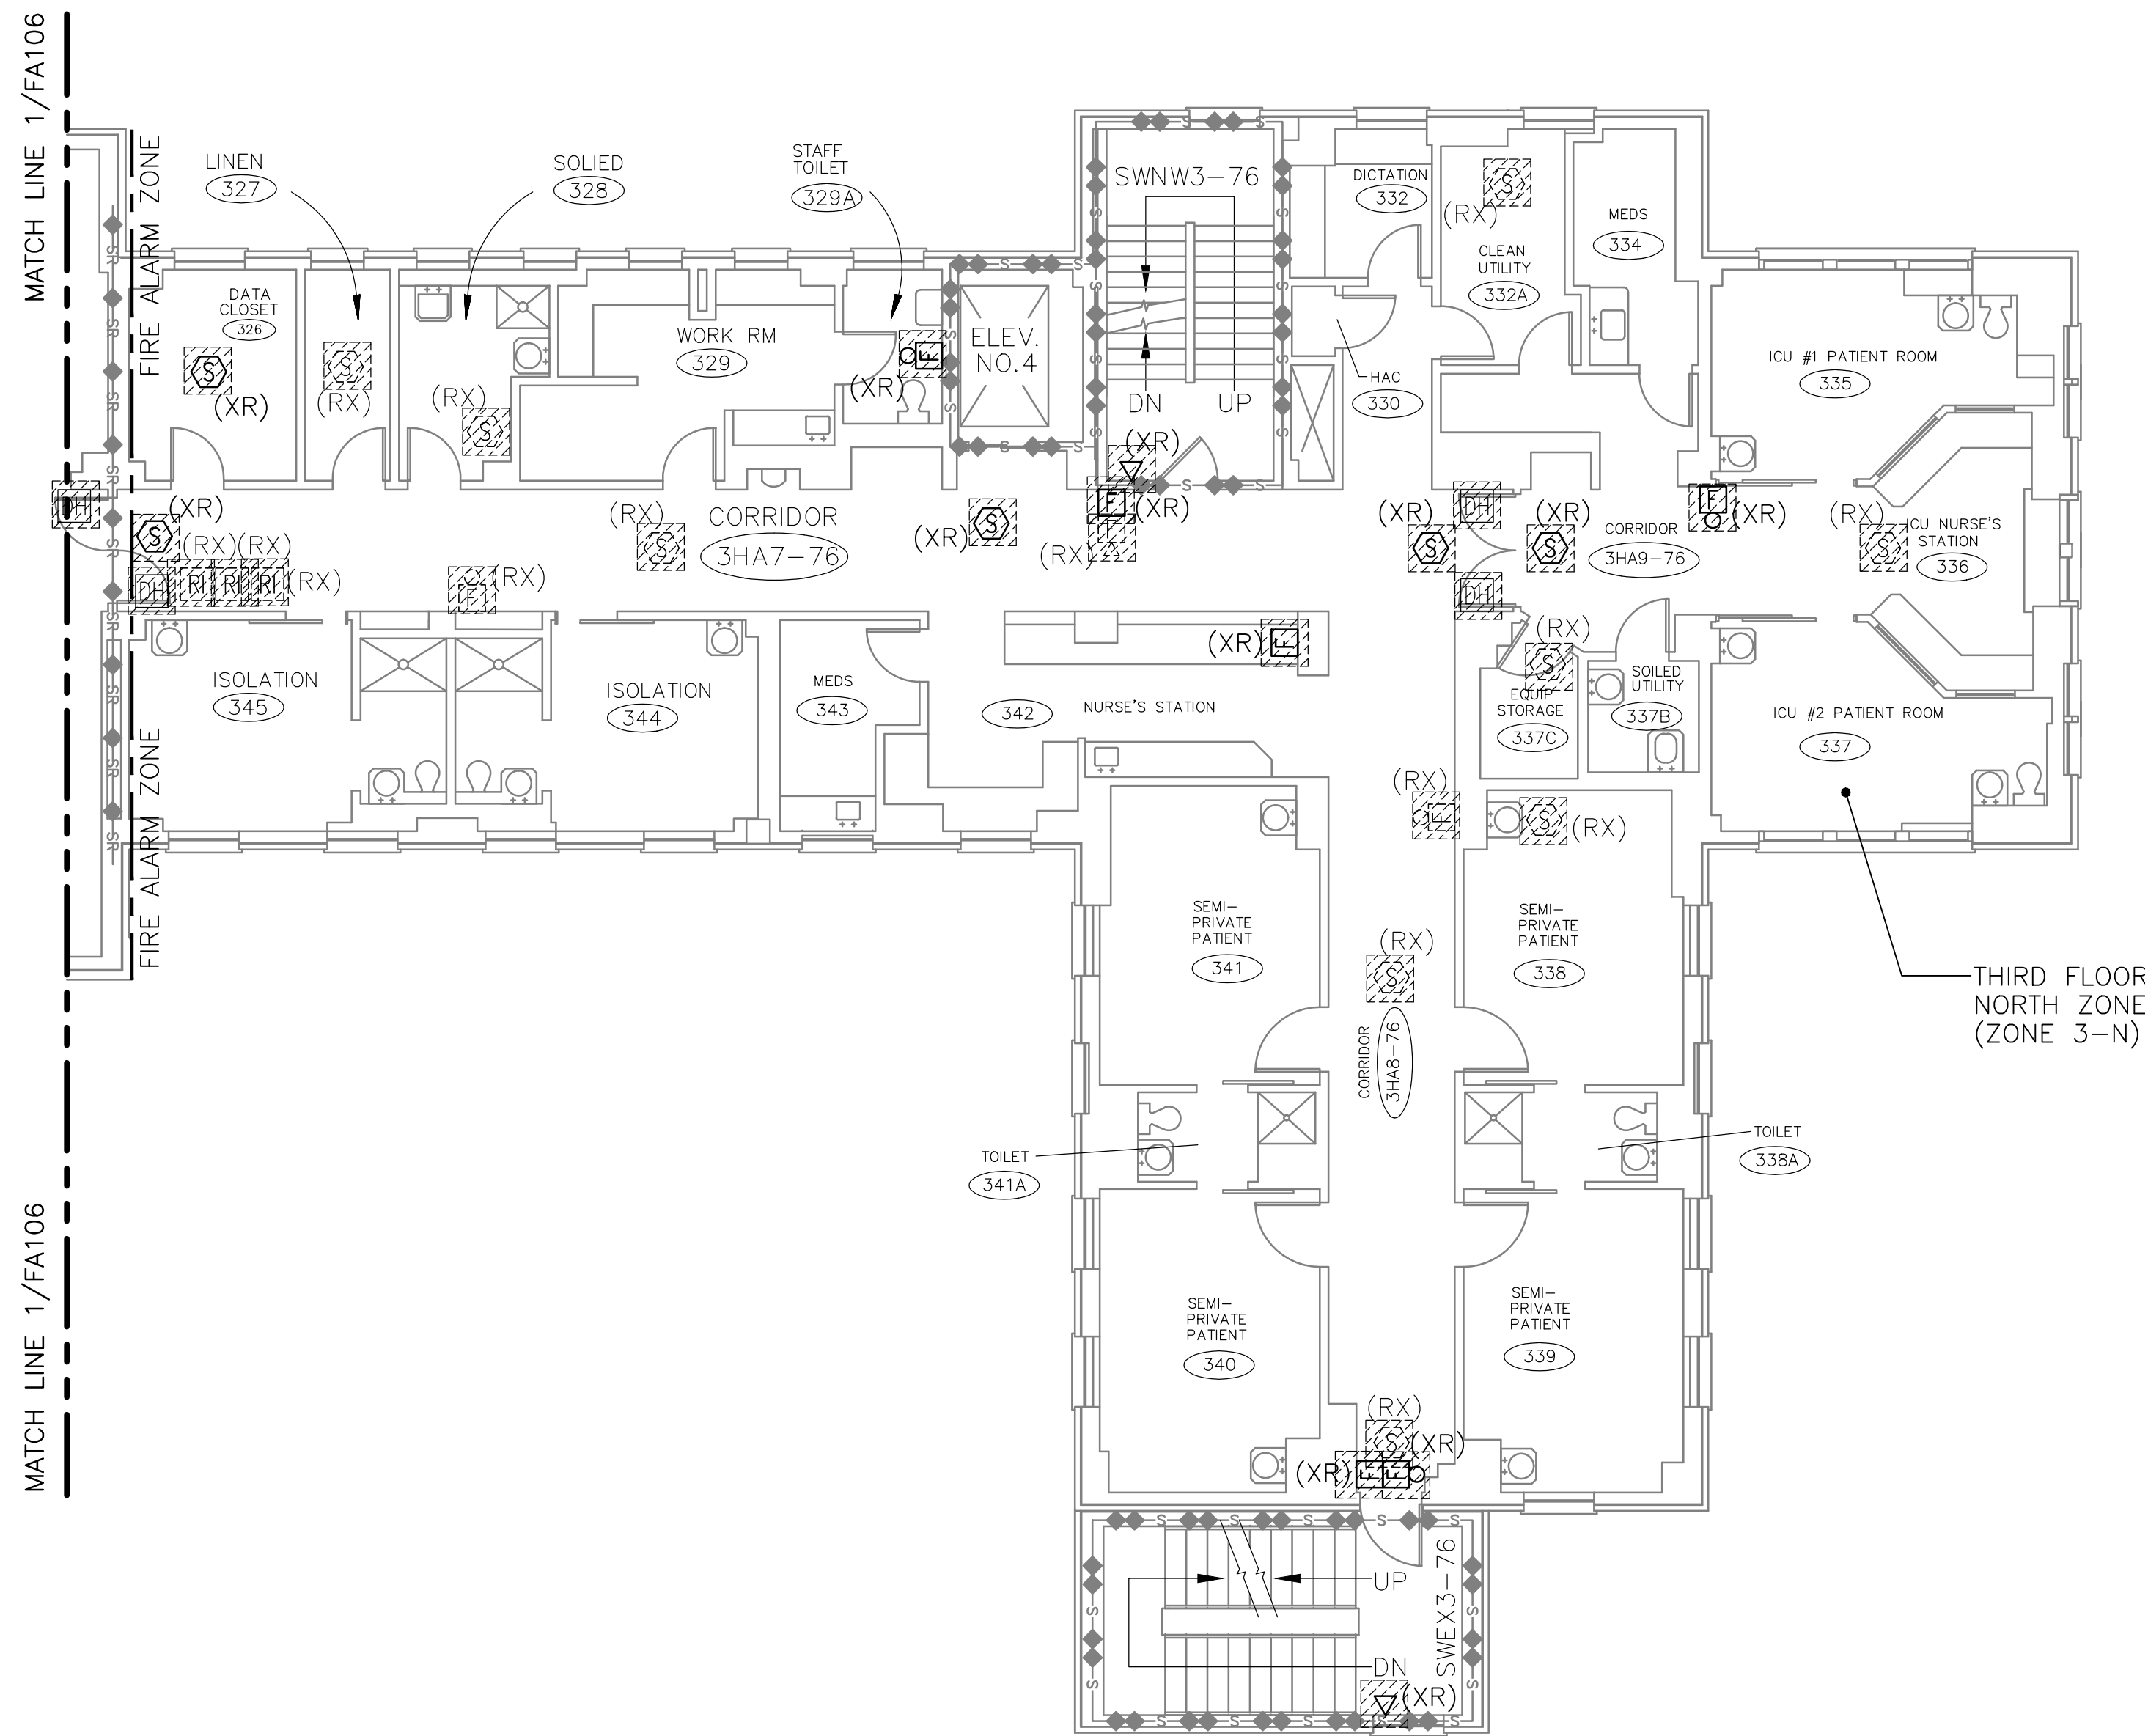 MATCH LINE 1/FA106
FIRE ALARM ZONE
LINEN
327
SOLIED
328
STAFF
TOILET
329A
SWNW3-76
DN
UP
DICTATION
332
(RX)
S
CLEAN
UTILITY
332A
MEDS
334
DATA
CLOSET
326
S
(XR)
S
(RX)
(RX)
S
WORK RM
329
(XR)
F
ELEV.
NO.4
HAC
330
ICU #1 PATIENT ROOM
335
DH
(XR)
S
(RX)
(RX)
DH
RI
RI
RI
(RX)
C
F
(RX)
(RX)
S
CORRIDOR
3HA7-76
(XR)
S
(XR)
F
(XR)
(RX)
F
(XR)
S
DH
DH
(XR)
S
CORRIDOR
3HA9-76
F
(XR)
(RX)
S
ICU NURSE'S
STATION
336
ISOLATION
345
ISOLATION
344
MEDS
343
342
NURSE'S STATION
(XR)
F
(RX)
S
EQUIP
STORAGE
337C
SOILED
UTILITY
337B
ICU #2 PATIENT ROOM
337
FIRE ALARM ZONE
(RX)
F
S
(RX)
SEMI-
PRIVATE
PATIENT
341
SEMI-
PRIVATE
PATIENT
338
(RX)
S
CORRIDOR
3HA8-76
THIRD FLOOR
NORTH ZONE
(ZONE 3-N)
TOILET
341A
TOILET
338A
MATCH LINE 1/FA106
SEMI-
PRIVATE
PATIENT
340
SEMI-
PRIVATE
PATIENT
339
(RX)
S
(XR)
(XR)
F
F
UP
DN
SWEX3-76
(XR)